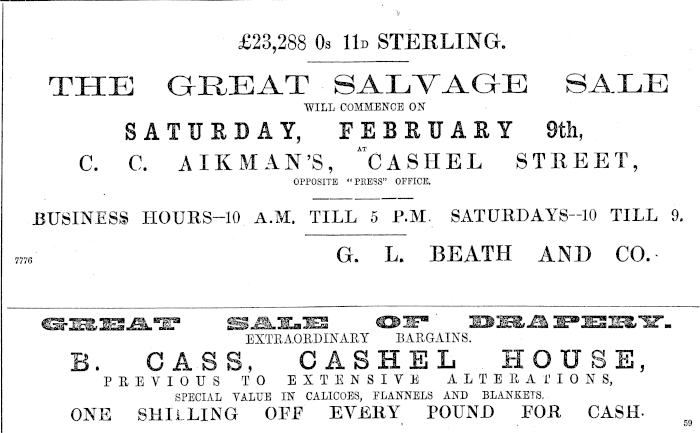 £23,288 0s 11D STERLING.
THE GREAT SALVAGE SALE
WILL COMMENCE ON
SATURDAY, FEBRUARY 9th,
AT
C. C. AIKMAN'S, CASHEL STREET,
OPPOSITE "PRESS" OFFICE.
BUSINESS HOURS—10 A.M. TILL 5 P.M. SATURDAYS--10 TILL 9.
G. L. BEATH AND CO.
7776
GREAT SALE OF DRAPERY.
EXTRAORDINARY BARGAINS.
B. CASS, CASHEL HOUSE,
PREVIOUS TO EXTENSIVE ALTERATIONS,
SPECIAL VALUE IN CALICOES, FLANNELS AND BLANKETS.
ONE SHILLING OFF EVERY POUND FOR CASH.
59